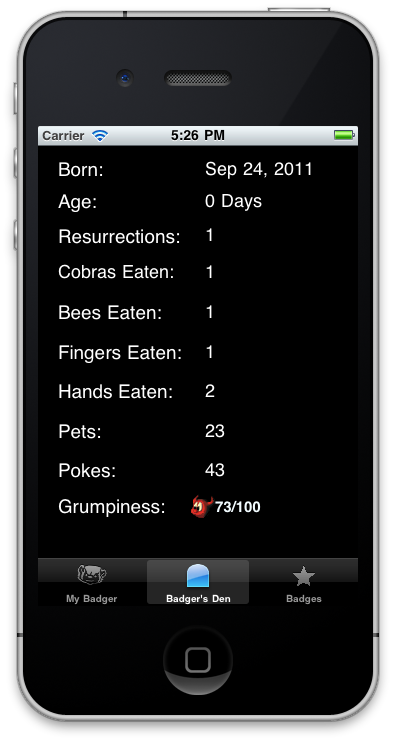 Carrier 5:26 PM
Born: Sep 24, 2011
Age: 0 Days
Resurrections: 1
Cobras Eaten: 1
Bees Eaten: 1
Fingers Eaten: 1
Hands Eaten: 2
Pets: 23
Pokes: 43
Grumpiness: 73/100
My Badger Badger's Den Badges